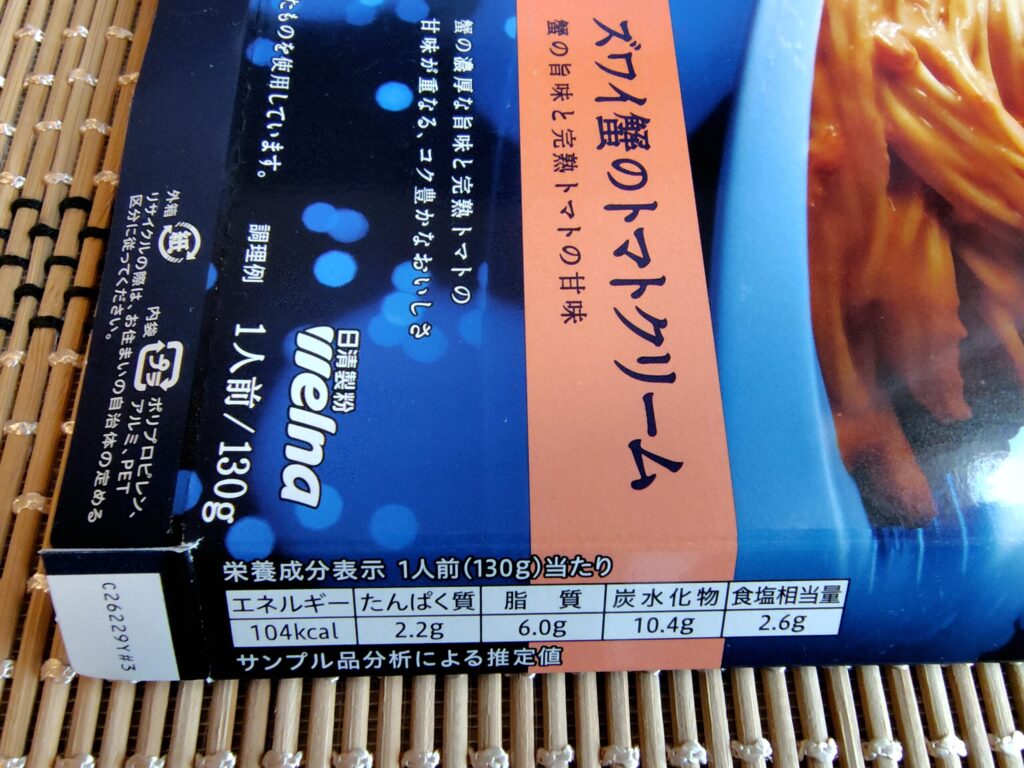 ズワイ蟹のトマトクリーム
蟹の旨味と完熟トマトの甘味
蟹の濃厚な旨味と完熟トマトの
甘味が重なる、コク豊かなおいしさ
日清製粉
welna
たものを使用しています。
調理例
1人前/130g
外箱
紙
リサイクルの際は、お住まいの自治体の定める
区分に従ってください。
内袋
プラ
ポリプロピレン、
アルミ、PET
栄養成分表示 1人前(130g)当たり
エネルギー たんぱく質 脂質 炭水化物 食塩相当量
104kcal 2.2g 6.0g 10.4g 2.6g
サンプル品分析による推定値
C26229Y#3